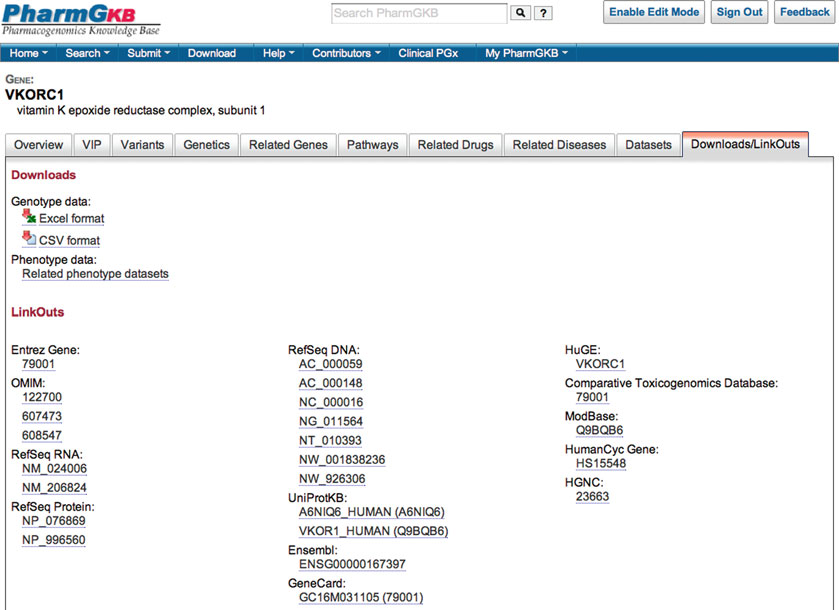 PharmGKB
Pharmacogenomics Knowledge Base
Search PharmGKB
?
Enable Edit Mode
Sign Out
Feedback
Home Search Submit Download Help Contributors Clinical PGx My PharmGKB
Gene:
VKORC1
vitamin K epoxide reductase complex, subunit 1
Overview VIP Variants Genetics Related Genes Pathways Related Drugs Related Diseases Datasets Downloads/LinkOuts
Downloads
Genotype data:
Excel format
CSV format
Phenotype data:
Related phenotype datasets
LinkOuts
Entrez Gene:
79001
OMIM:
122700
607473
608547
RefSeq RNA:
NM_024006
NM_206824
RefSeq Protein:
NP_076869
NP_996560
RefSeq DNA:
AC_000059
AC_000148
NC_000016
NG_011564
NT_010393
NW_001838236
NW_926306
UniProtKB:
A6NIQ6_HUMAN (A6NIQ6)
VKOR1_HUMAN (Q9BQB6)
Ensembl:
ENSG00000167397
GeneCard:
GC16M031105 (79001)
HuGE:
VKORC1
Comparative Toxicogenomics Database:
79001
ModBase:
Q9BQB6
HumanCyc Gene:
HS15548
HGNC:
23663